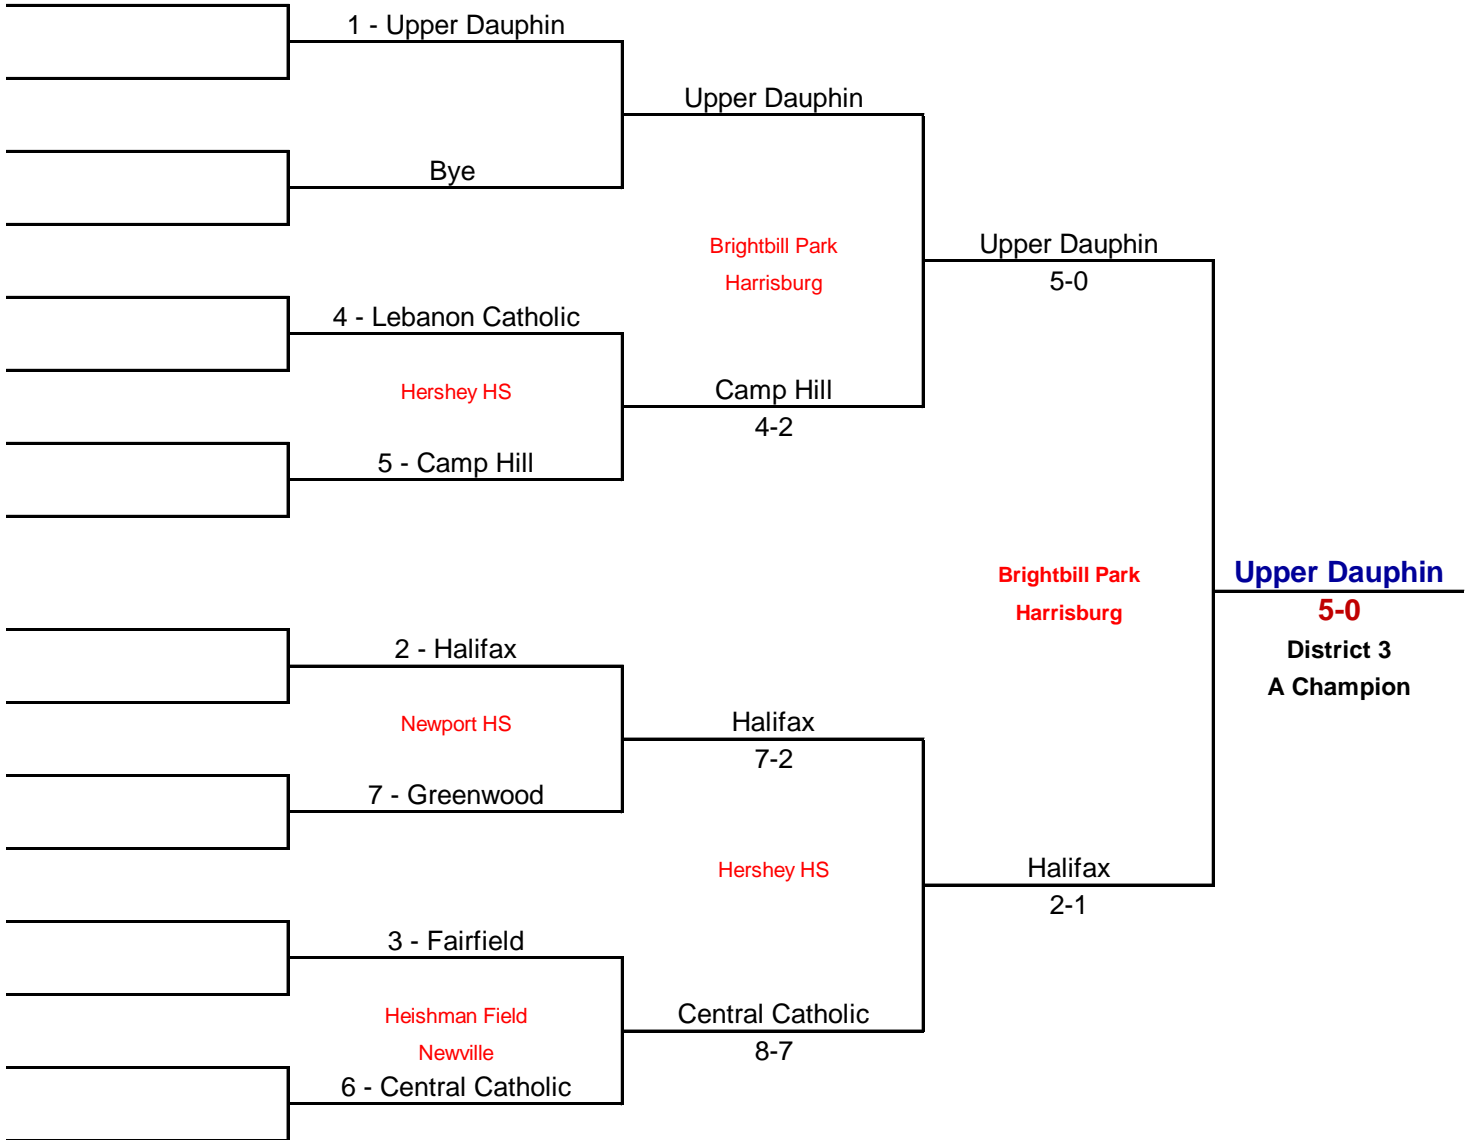 1 - Upper Dauphin
Upper Dauphin
Bye
Brightbill Park
Harrisburg
Upper Dauphin
5-0
4 - Lebanon Catholic
Hershey HS
Camp Hill
4-2
5 - Camp Hill
Brightbill Park
Harrisburg
Upper Dauphin
5-0
District 3
A Champion
2 - Halifax
Newport HS
Halifax
7-2
7 - Greenwood
Hershey HS
Halifax
2-1
3 - Fairfield
Heishman Field
Newville
Central Catholic
8-7
6 - Central Catholic